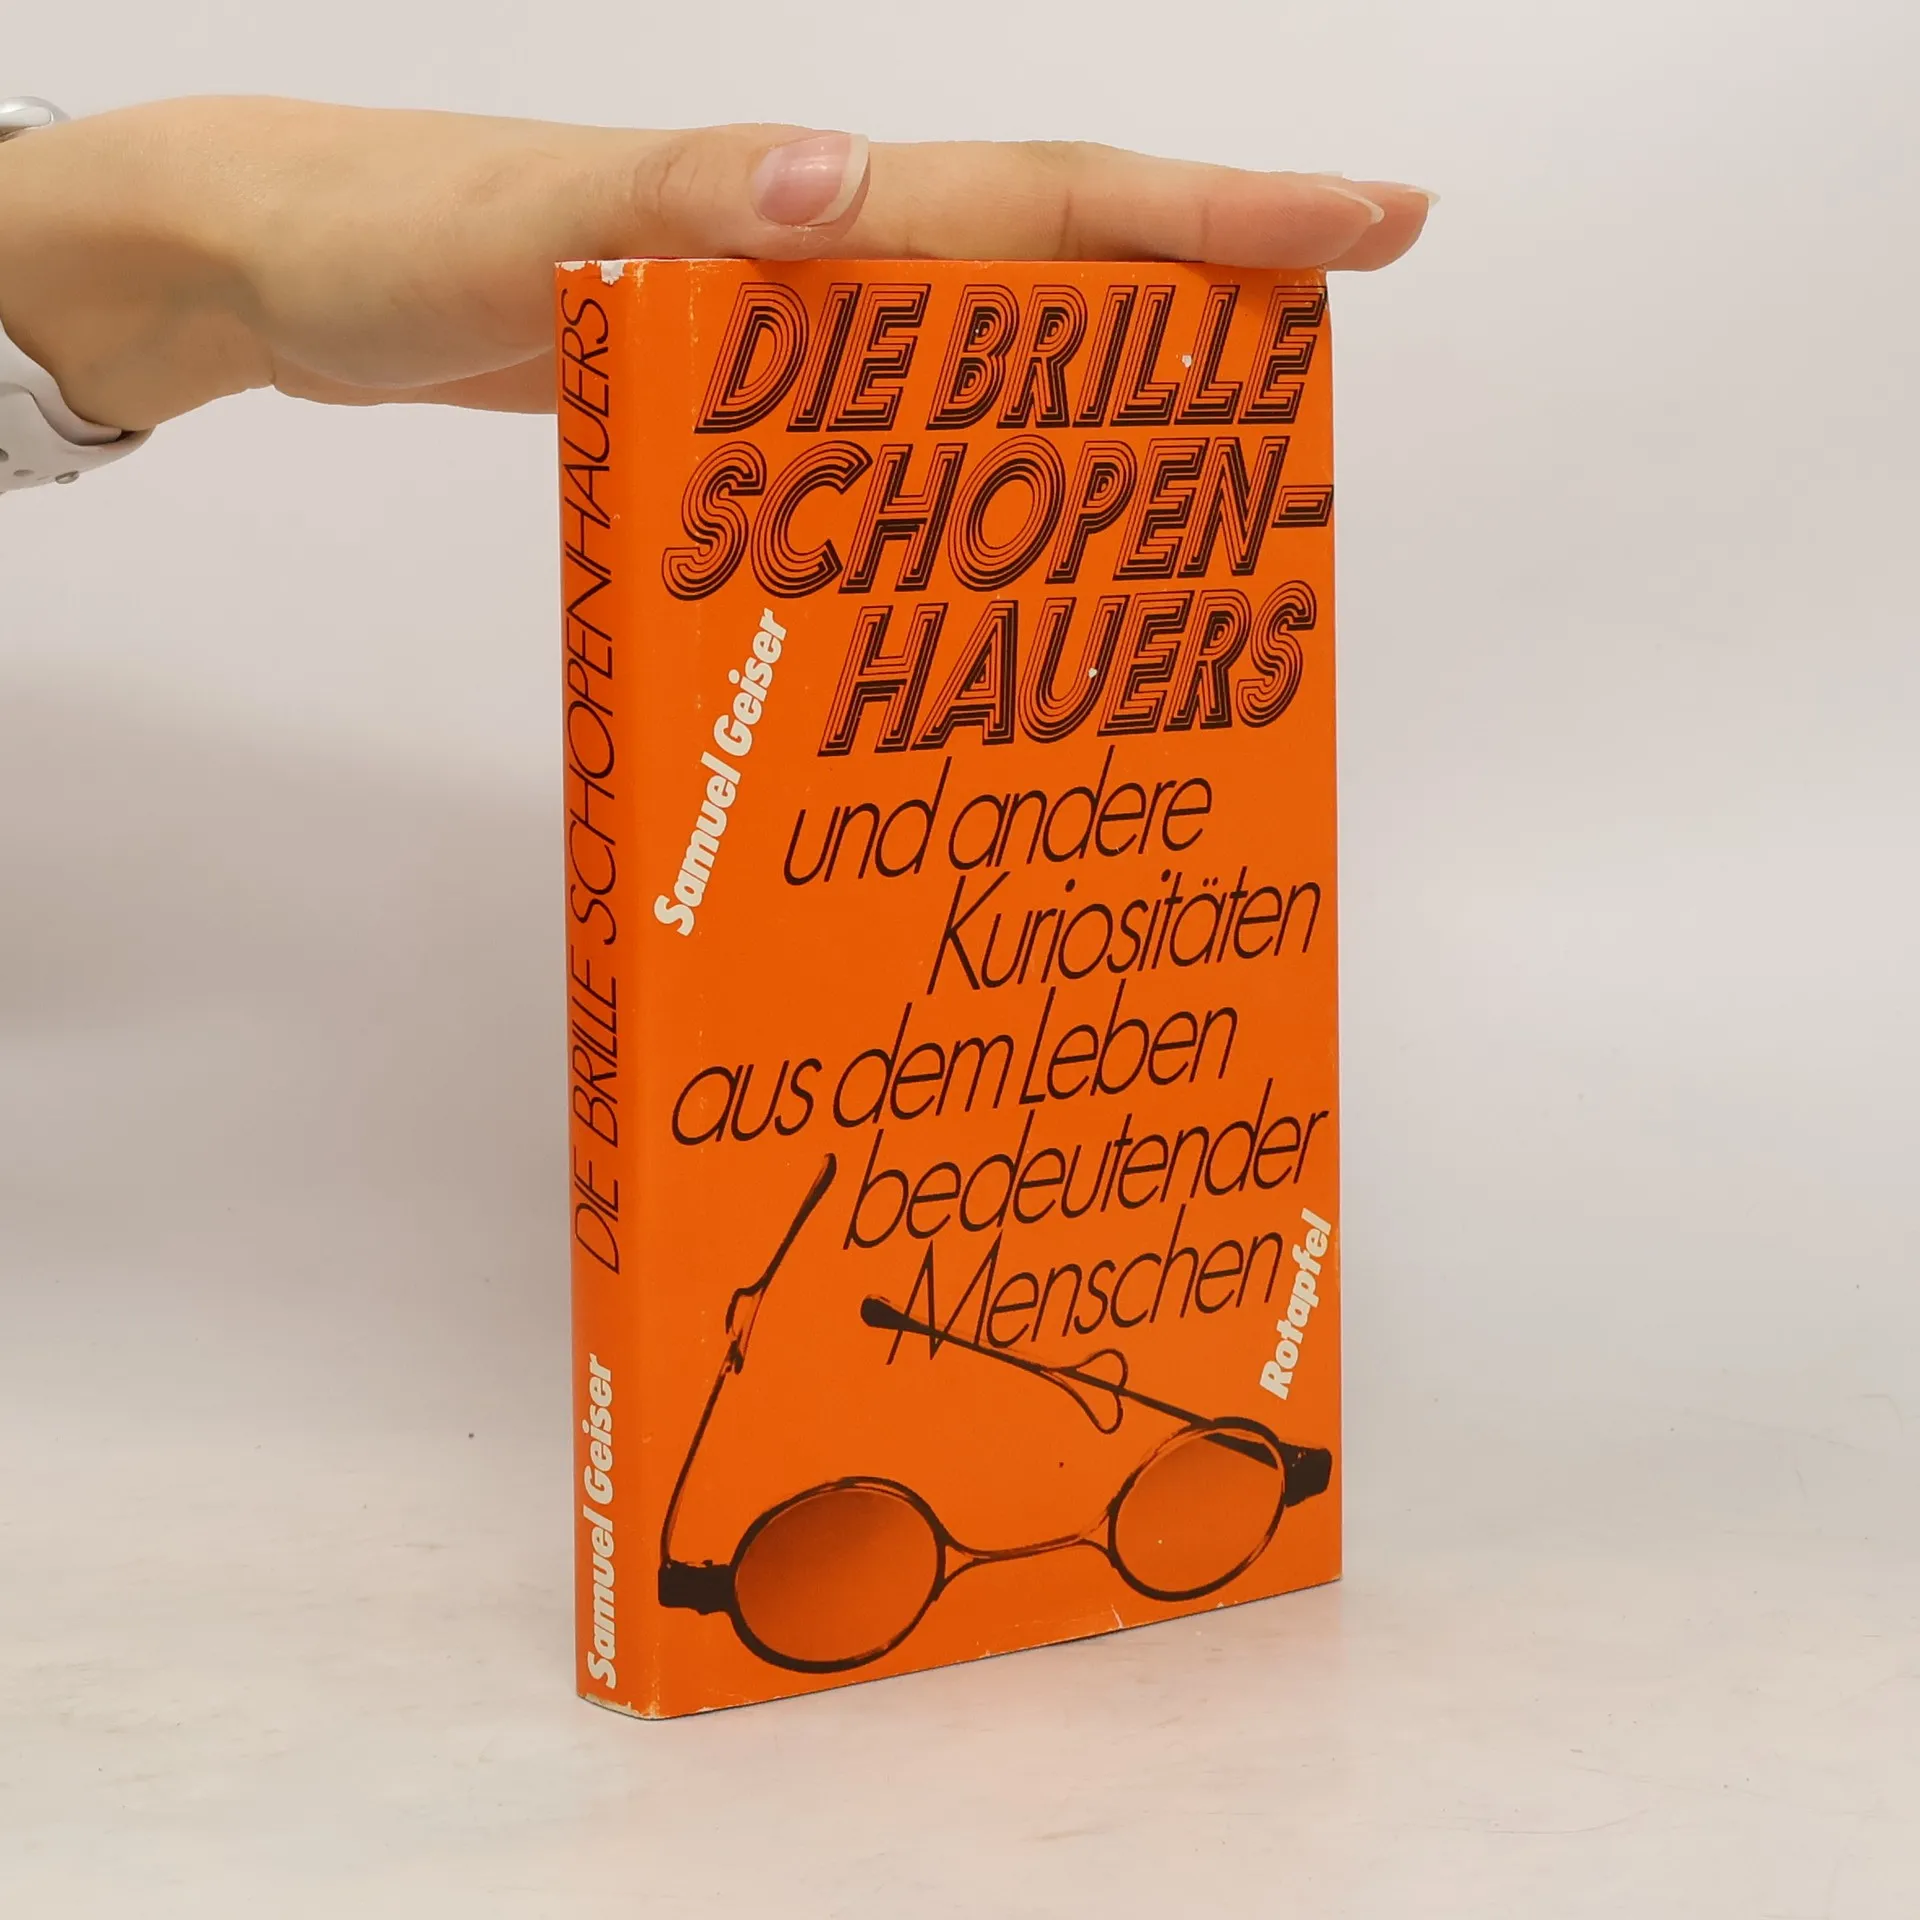 DIE BRILLE SCHOPENHAUERS
Samuel Geiser
DIE BRILLE
SCHOPEN-
HAUERS
Samuel Geiser
und andere
Kuriositäten
aus dem Leben
bedeutender
Menschen
Rotapfel